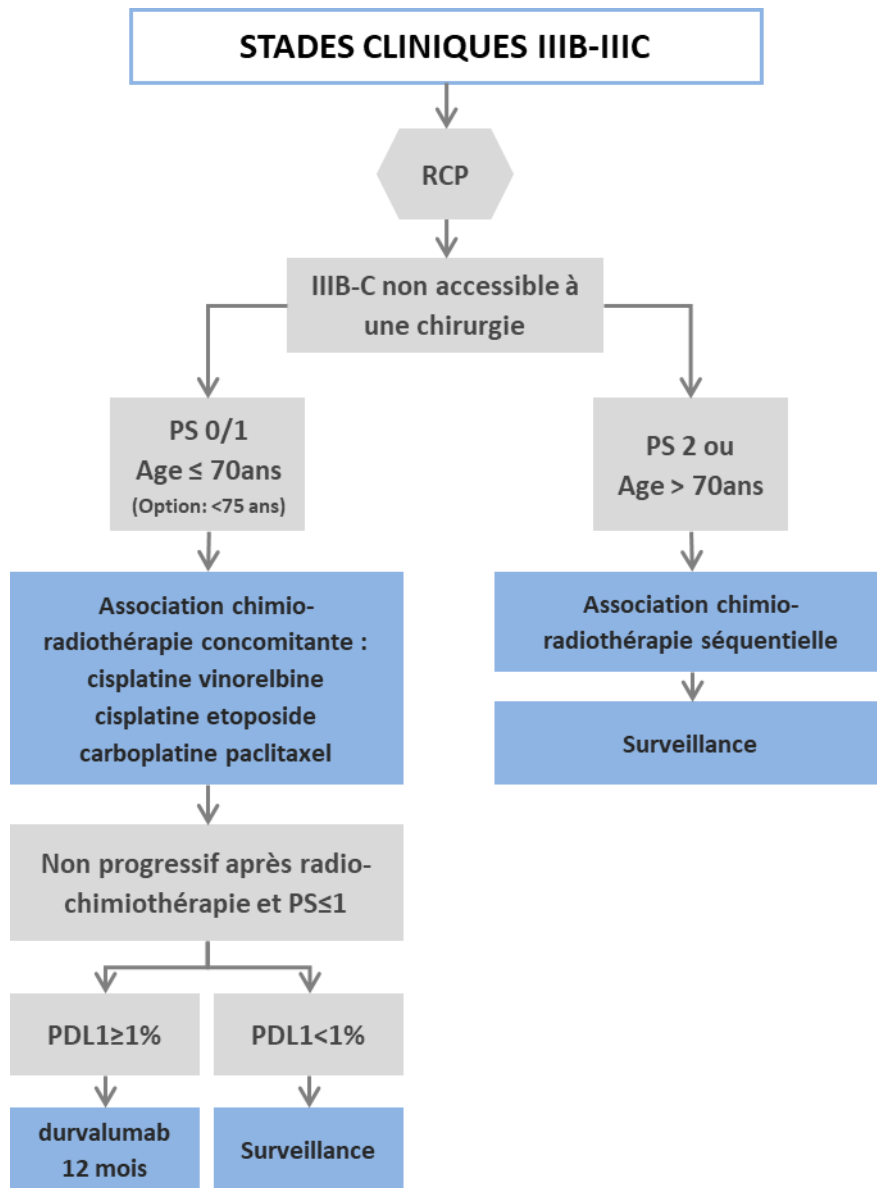 STADES CLINIQUES IIIB-IIIC
RCP
IIIB-C non accessible à
une chirurgie
PS 0/1
Age ≤ 70ans
(Option: <75 ans)
PS 2 ou
Age > 70ans
Association chimio-
radiothérapie concomitante :
cisplatine vinorelbine
cisplatine etoposide
carboplatine paclitaxel
Association chimio-
radiothérapie séquentielle
Surveillance
Non progressif après radio-
chimiothérapie et PS≤1
PDL1≥1%
PDL1<1%
durvalumab
12 mois
Surveillance